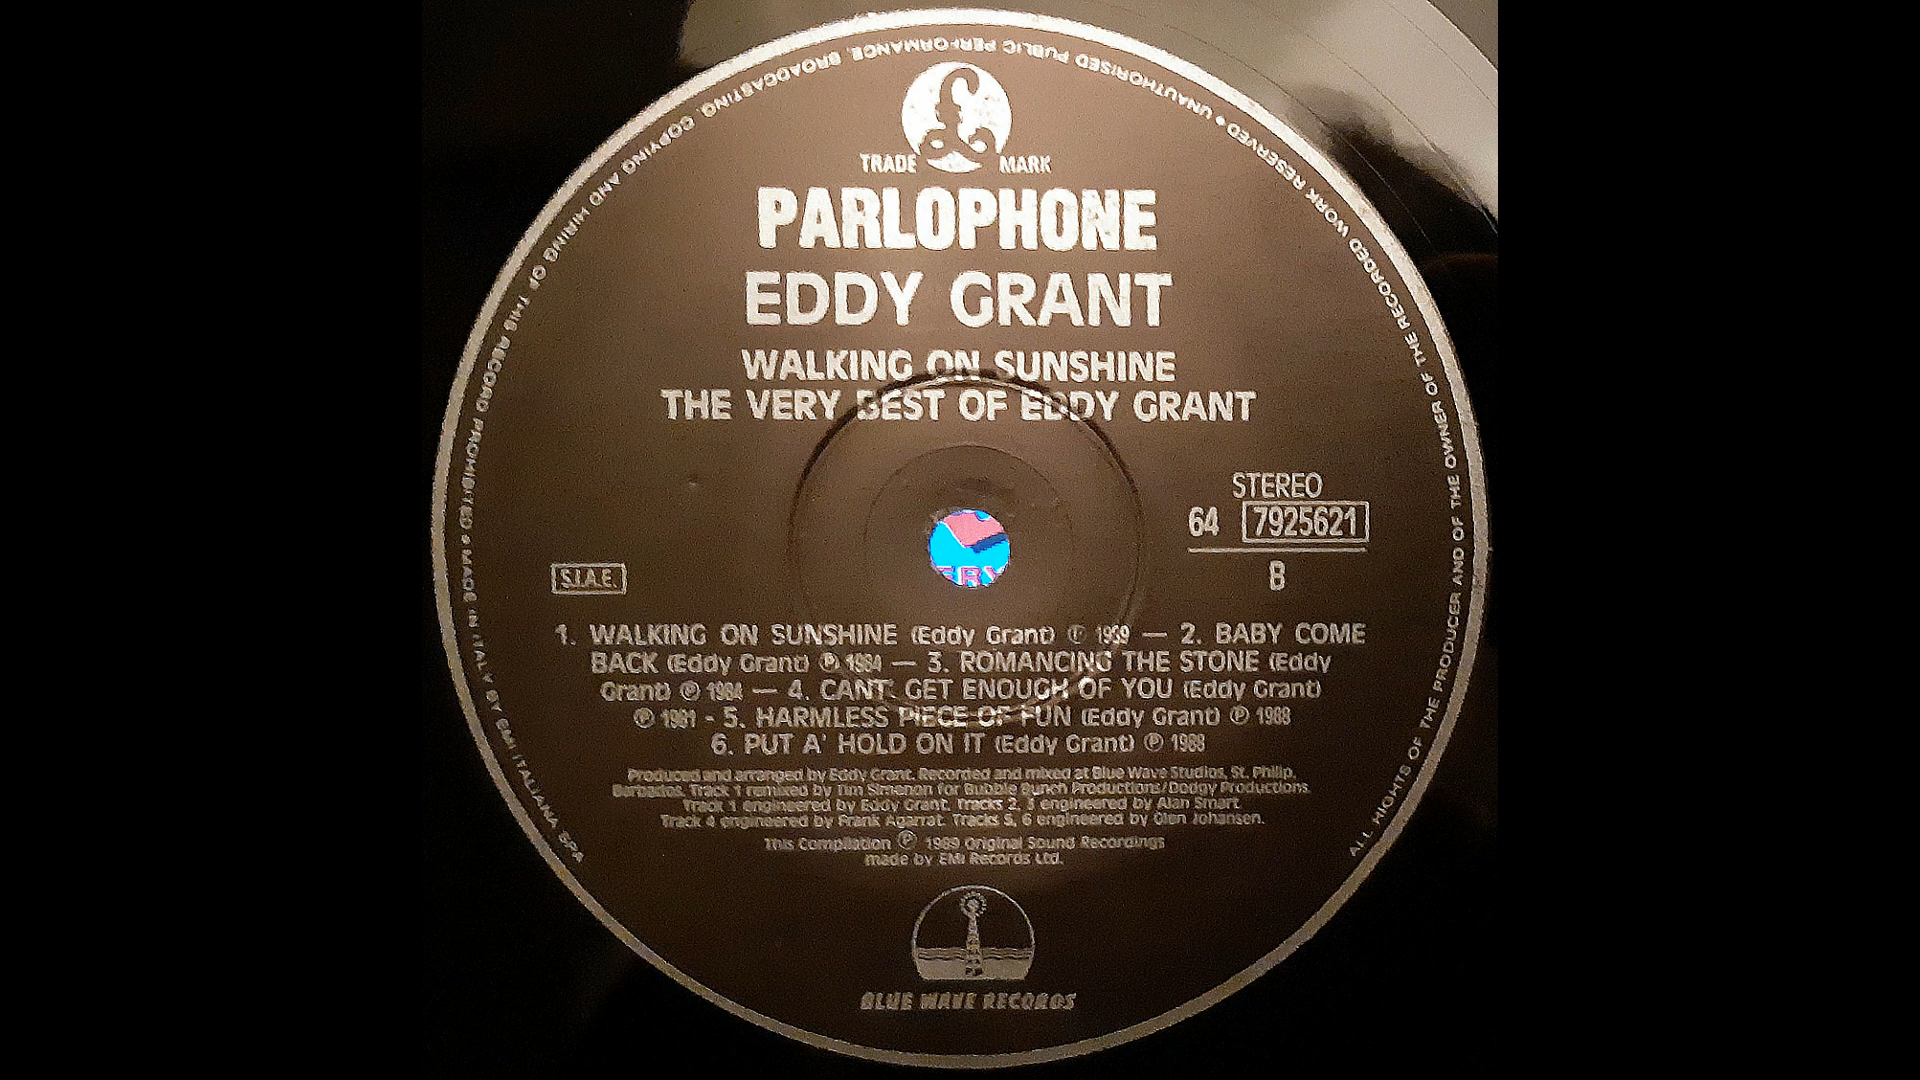 TRADE MARK
PARLOPHONE
EDDY GRANT
WALKING ON SUNSHINE
THE VERY BEST OF EDDY GRANT
STEREO
64 7925621
B
S.I.A.E.
1. WALKING ON SUNSHINE (Eddy Grant) ℗ 1989 — 2. BABY COME
BACK (Eddy Grant) ℗ 1984 — 3. ROMANCING THE STONE (Eddy
Grant) ℗ 1984 — 4. CANT. GET ENOUGH OF YOU (Eddy Grant)
℗ 1981 - 5. HARMLESS PIECE OF FUN (Eddy Grant) ℗ 1988
6. PUT A' HOLD ON IT (Eddy Grant) ℗ 1988
Produced and arranged by Eddy Grant. Recorded and mixed at Blue Wave Studios, St. Philip,
Barbados. Track 1 remixed by Tim Simenon for Bubble Bunch Productions/Dodgy Productions.
Track 1 engineered by Eddy Grant. Tracks 2, 3 engineered by Alan Smart.
Track 4 engineered by Frank Agarrat. Tracks 5, 6 engineered by Glen Johansen.
This Compilation ℗ 1989 Original Sound Recordings
made by EMI Records Ltd.
BLUE WAVE RECORDS
ALL RIGHTS OF THE PRODUCER AND OF THE OWNER OF THE RECORDED WORK RESERVED • UNAUTHORISED PUBLIC PERFORMANCE, BROADCASTING, COPYING AND HIRING OF THIS RECORD PROHIBITED • MADE IN ITALY BY EMI ITALIANA SPA
ERY